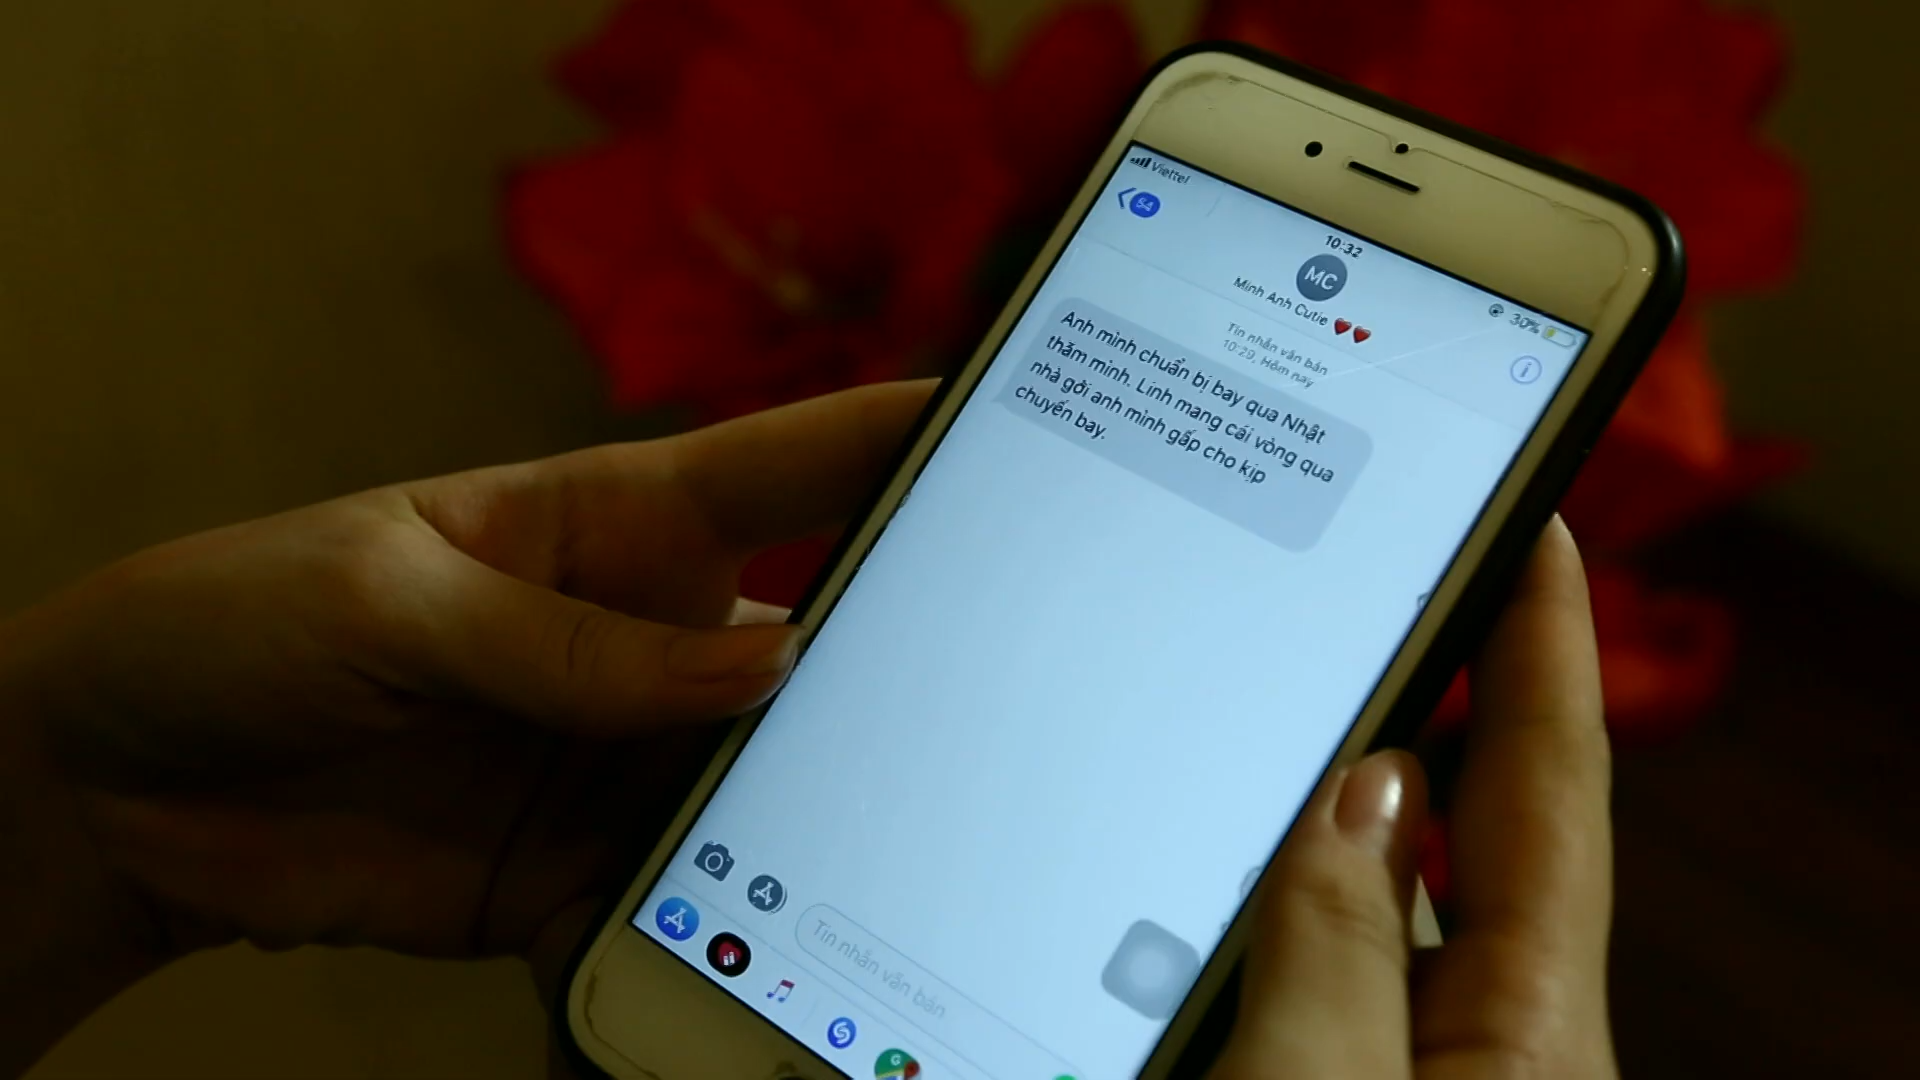 Viettel
54
10:32
30%
MC
Minh Anh Cutie ❤️❤️
Tin nhắn văn bản
10:29, Hôm nay
Anh mình chuẩn bị bay qua Nhật
thăm mình. Linh mang cái vòng qua
nhà gởi anh mình gấp cho kịp
chuyến bay.
Tin nhắn văn bản